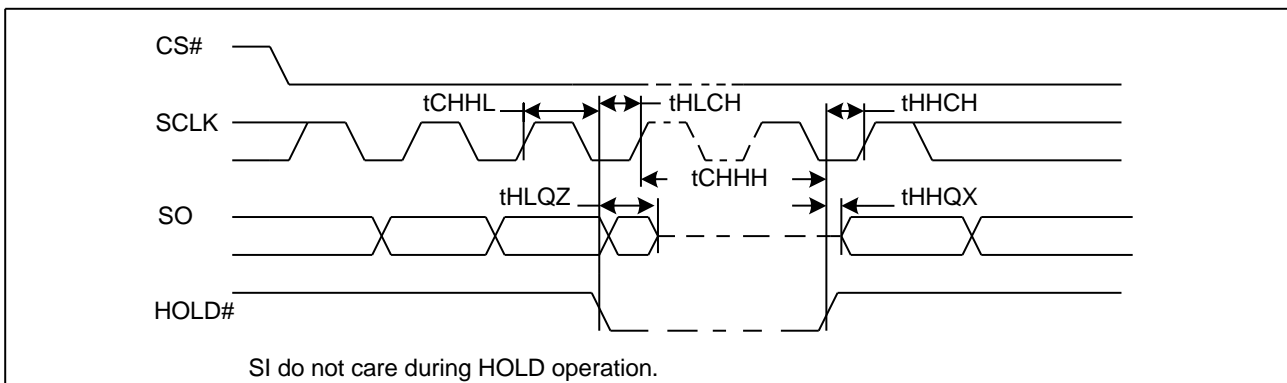 CS#
tCHHL
tHLCH
tHHCH
SCLK
tCHHH
tHLQZ
tHHQX
SO
HOLD#
SI do not care during HOLD operation.